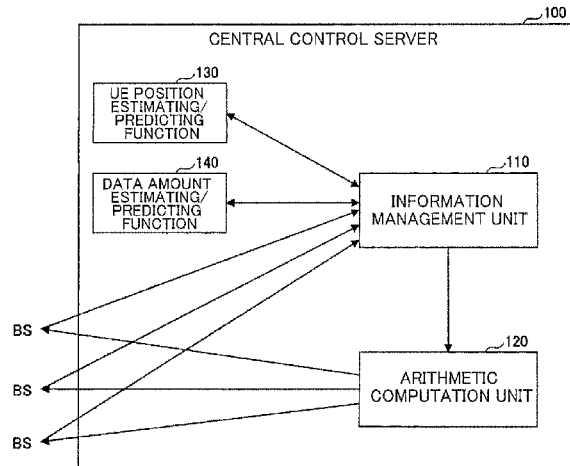 100
CENTRAL CONTROL SERVER
130
UE POSITION
ESTIMATING/
PREDICTING
FUNCTION
140
DATA AMOUNT
ESTIMATING/
PREDICTING
FUNCTION
110
INFORMATION
MANAGEMENT UNIT
120
ARITHMETIC
COMPUTATION UNIT
BS
BS
BS